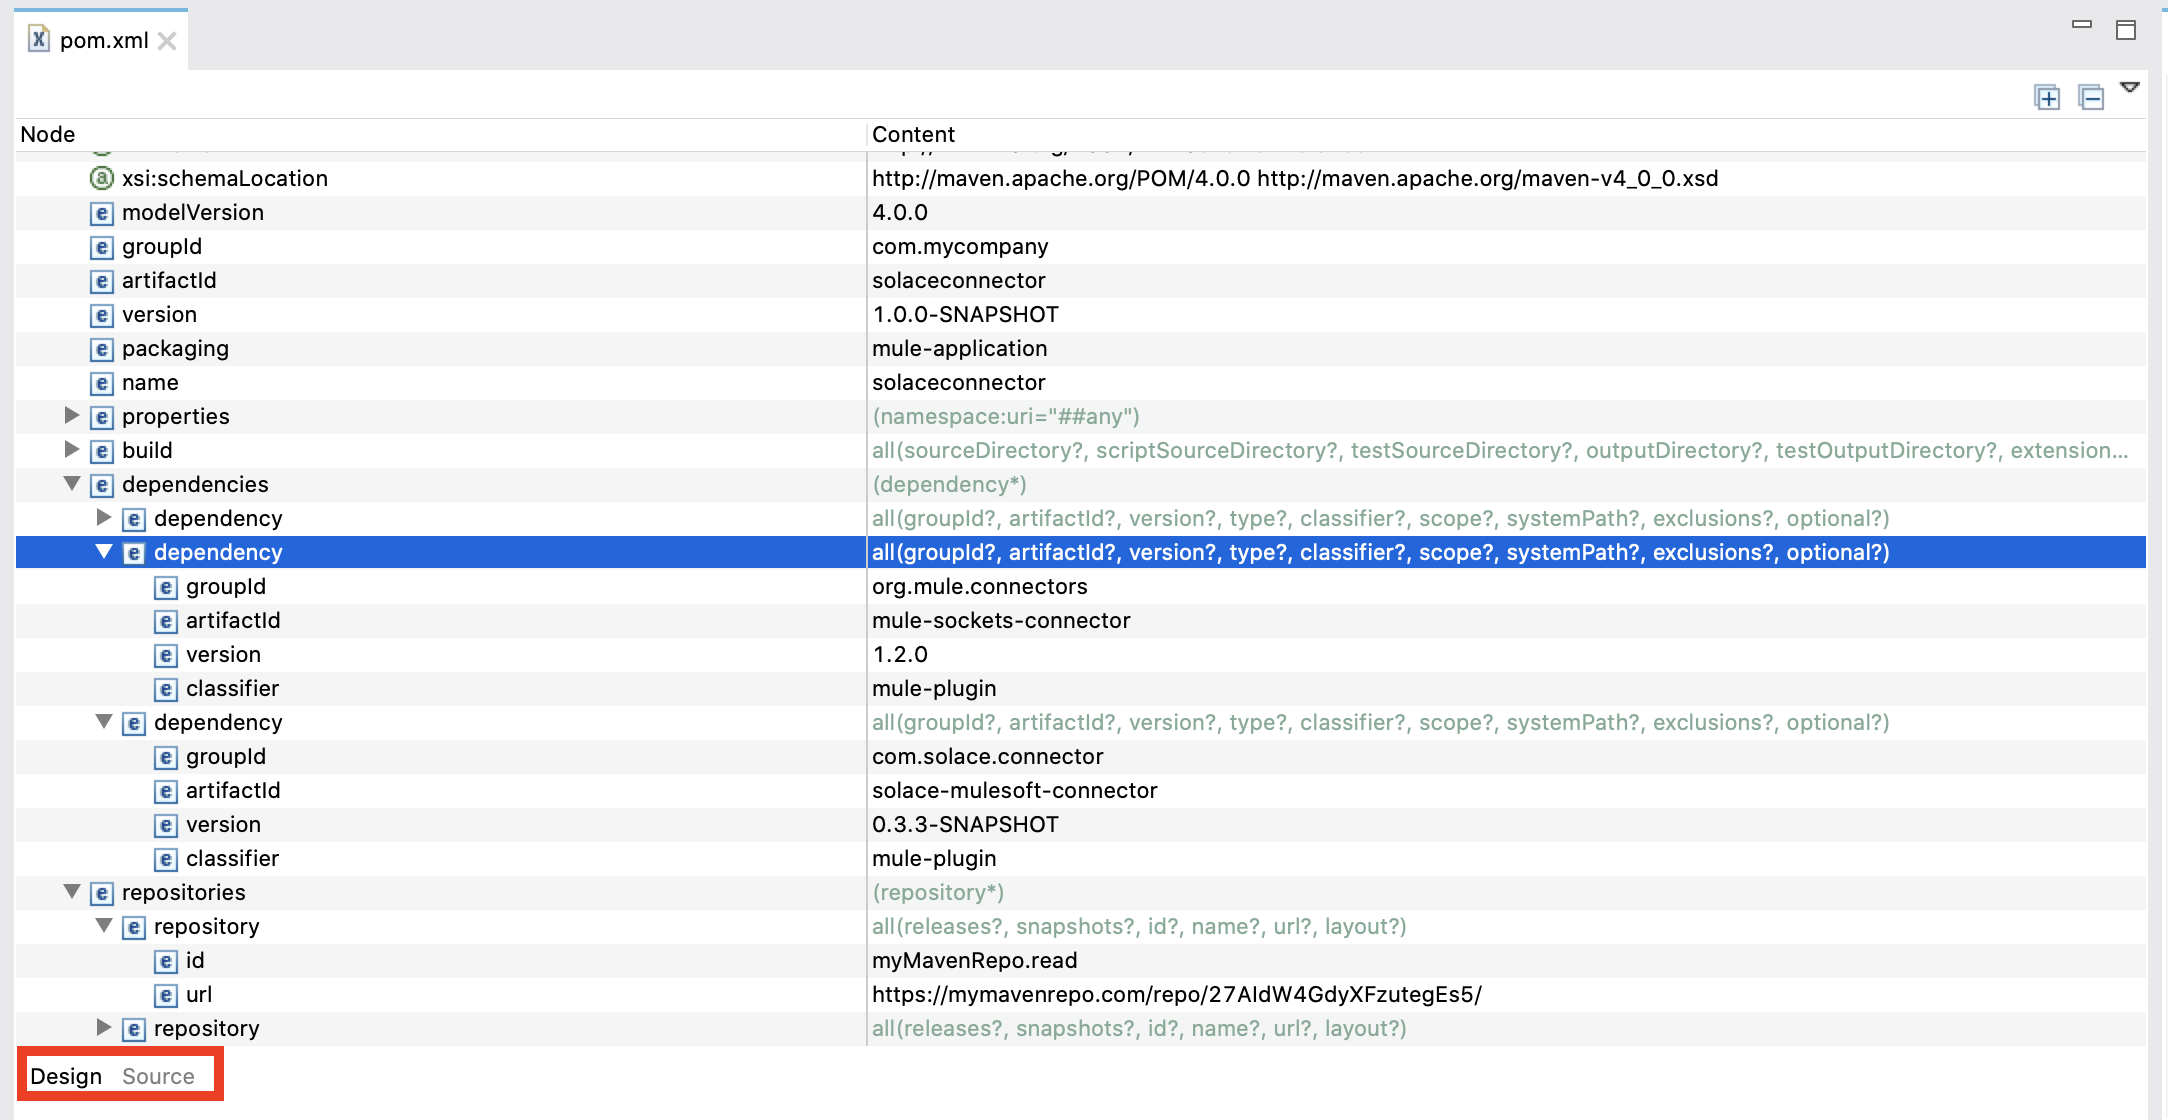 pom.xml
Node Content
xsi:schemaLocation http://maven.apache.org/POM/4.0.0 http://maven.apache.org/maven-v4_0_0.xsd
modelVersion 4.0.0
groupId com.mycompany
artifactId solaceconnector
version 1.0.0-SNAPSHOT
packaging mule-application
name solaceconnector
properties (namespace:uri="##any")
build all(sourceDirectory?, scriptSourceDirectory?, testSourceDirectory?, outputDirectory?, testOutputDirectory?, extension...
dependencies (dependency*)
dependency all(groupId?, artifactId?, version?, type?, classifier?, scope?, systemPath?, exclusions?, optional?)
dependency all(groupId?, artifactId?, version?, type?, classifier?, scope?, systemPath?, exclusions?, optional?)
groupId org.mule.connectors
artifactId mule-sockets-connector
version 1.2.0
classifier mule-plugin
dependency all(groupId?, artifactId?, version?, type?, classifier?, scope?, systemPath?, exclusions?, optional?)
groupId com.solace.connector
artifactId solace-mulesoft-connector
version 0.3.3-SNAPSHOT
classifier mule-plugin
repositories (repository*)
repository all(releases?, snapshots?, id?, name?, url?, layout?)
id myMavenRepo.read
url https://mymavenrepo.com/repo/27AIdW4GdyXFzutegEs5/
repository all(releases?, snapshots?, id?, name?, url?, layout?)
Design Source